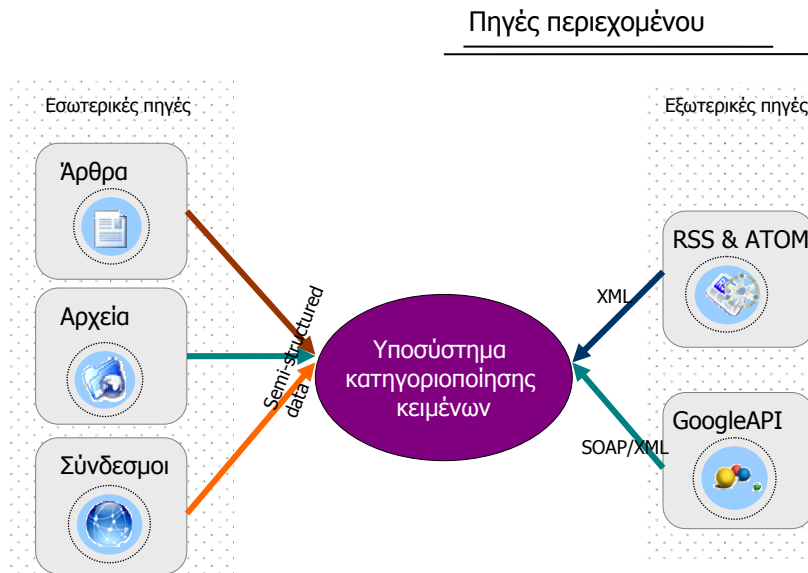 Πηγές περιεχομένου
Εσωτερικές πηγές
Άρθρα
Αρχεία
Σύνδεσμοι
Semi-structured
data
Υποσύστημα
κατηγοριοποίησης
κειμένων
Εξωτερικές πηγές
RSS & ATOM
XML
GoogleAPI
SOAP/XML